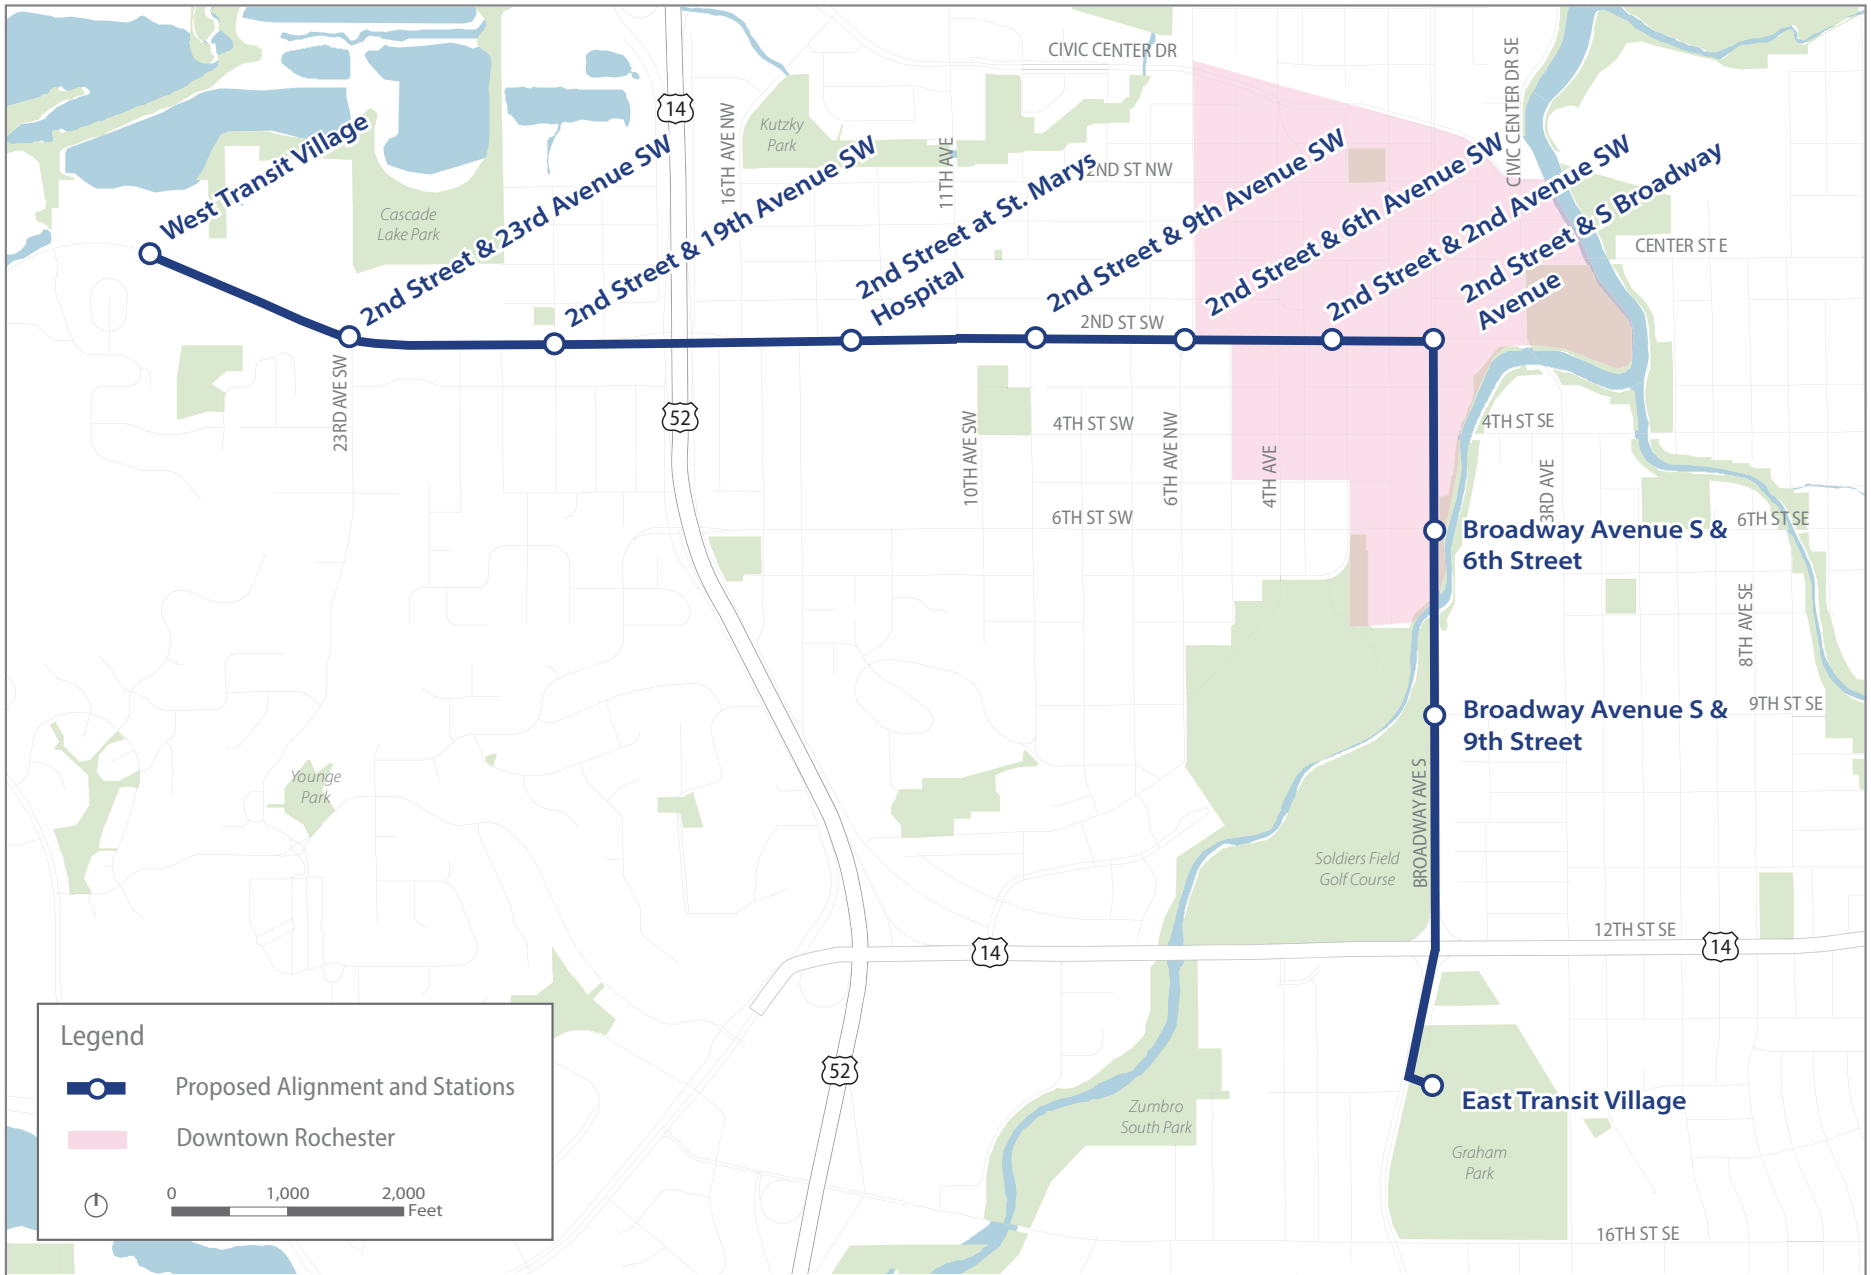 CIVIC CENTER DR
CIVIC CENTER DR SE
14
16TH AVE NW
Kutzky
Park
11TH AVE
2ND ST NW
West Transit Village
2nd Street & 23rd Avenue SW
2nd Street & 19th Avenue SW
2nd Street at St. Marys
Hospital
2nd Street & 9th Avenue SW
2nd Street & 6th Avenue SW
2nd Street & 2nd Avenue SW
2nd Street & S Broadway
Avenue
Cascade
Lake Park
CENTER ST E
2ND ST SW
23RD AVE SW
52
10TH AVE SW
4TH ST SW
6TH AVE NW
4TH AVE
4TH ST SE
3RD AVE
6TH ST SW
6TH ST SE
Broadway Avenue S &
6th Street
8TH AVE SE
Broadway Avenue S &
9th Street
9TH ST SE
Younge
Park
BROADWAY AVE S
Soldiers Field
Golf Course
12TH ST SE
14
14
52
East Transit Village
Zumbro
South Park
Graham
Park
16TH ST SE
Legend
Proposed Alignment and Stations
Downtown Rochester
0 1,000 2,000
Feet